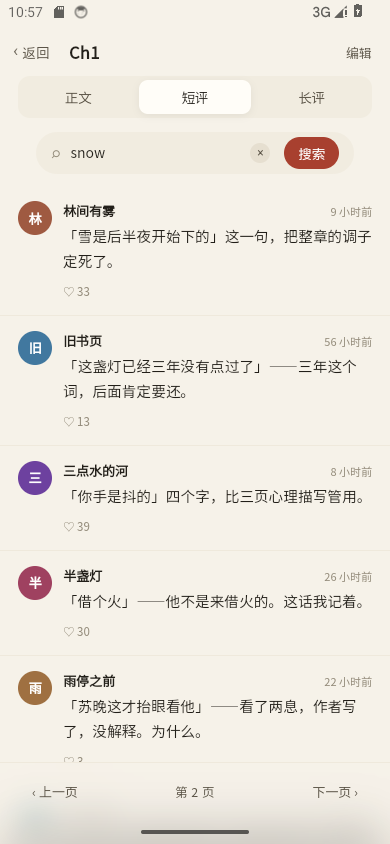 10:57
3G
‹ 返回
Ch1
编辑
正文
短评
长评
snow
×
搜索
林
林间有雾
9 小时前
「雪是后半夜开始下的」这一句，把整章的调子
定死了。
♡ 33
旧
旧书页
56 小时前
「这盏灯已经三年没有点过了」——三年这个
词，后面肯定要还。
♡ 13
三
三点水的河
8 小时前
「你手是抖的」四个字，比三页心理描写管用。
♡ 39
半
半盏灯
26 小时前
「借个火」——他不是来借火的。这话我记着。
♡ 30
雨
雨停之前
22 小时前
「苏晚这才抬眼看他」——看了两息，作者写
了，没解释。为什么。
‹ 上一页
第 2 页
下一页 ›